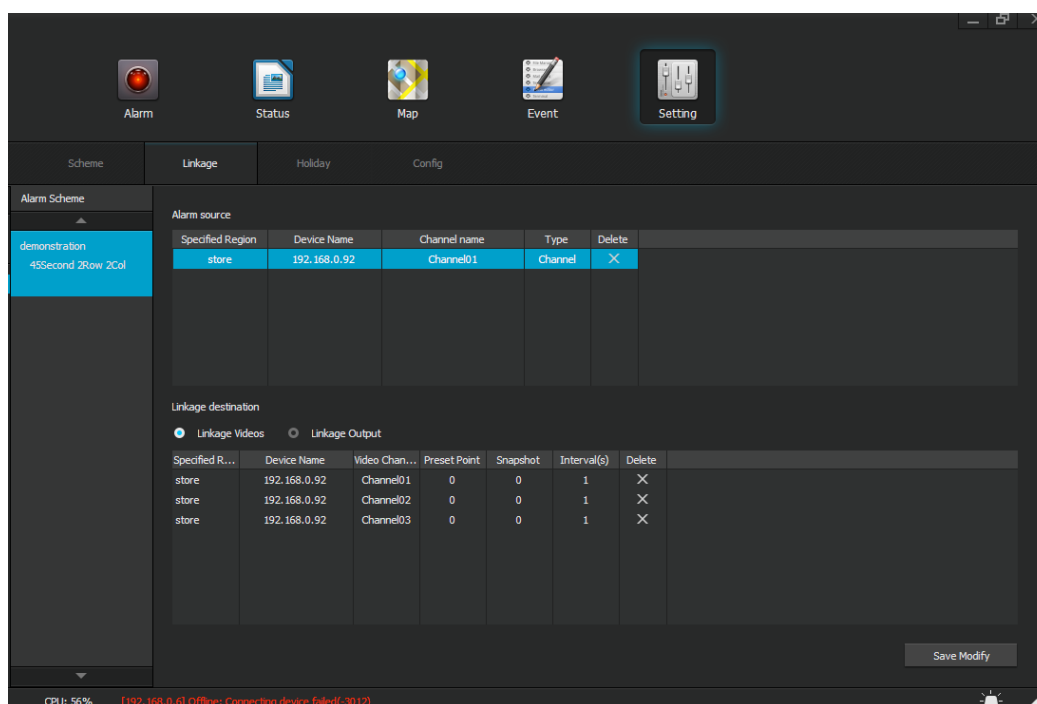 Alarm Status Map Event Setting
Scheme Linkage Holiday Config
Alarm Scheme
demonstration
45Second 2Row 2Col
Alarm source
Specified Region Device Name Channel name Type Delete
store 192.168.0.92 Channel01 Channel
Linkage destination
Linkage Videos Linkage Output
Specified R... Device Name Video Chan... Preset Point Snapshot Interval(s) Delete
store 192.168.0.92 Channel01 0 0 1
store 192.168.0.92 Channel02 0 0 1
store 192.168.0.92 Channel03 0 0 1
Save Modify
CPU: 56% [192.168.0.6] Offline: Connecting device failed(-3012)